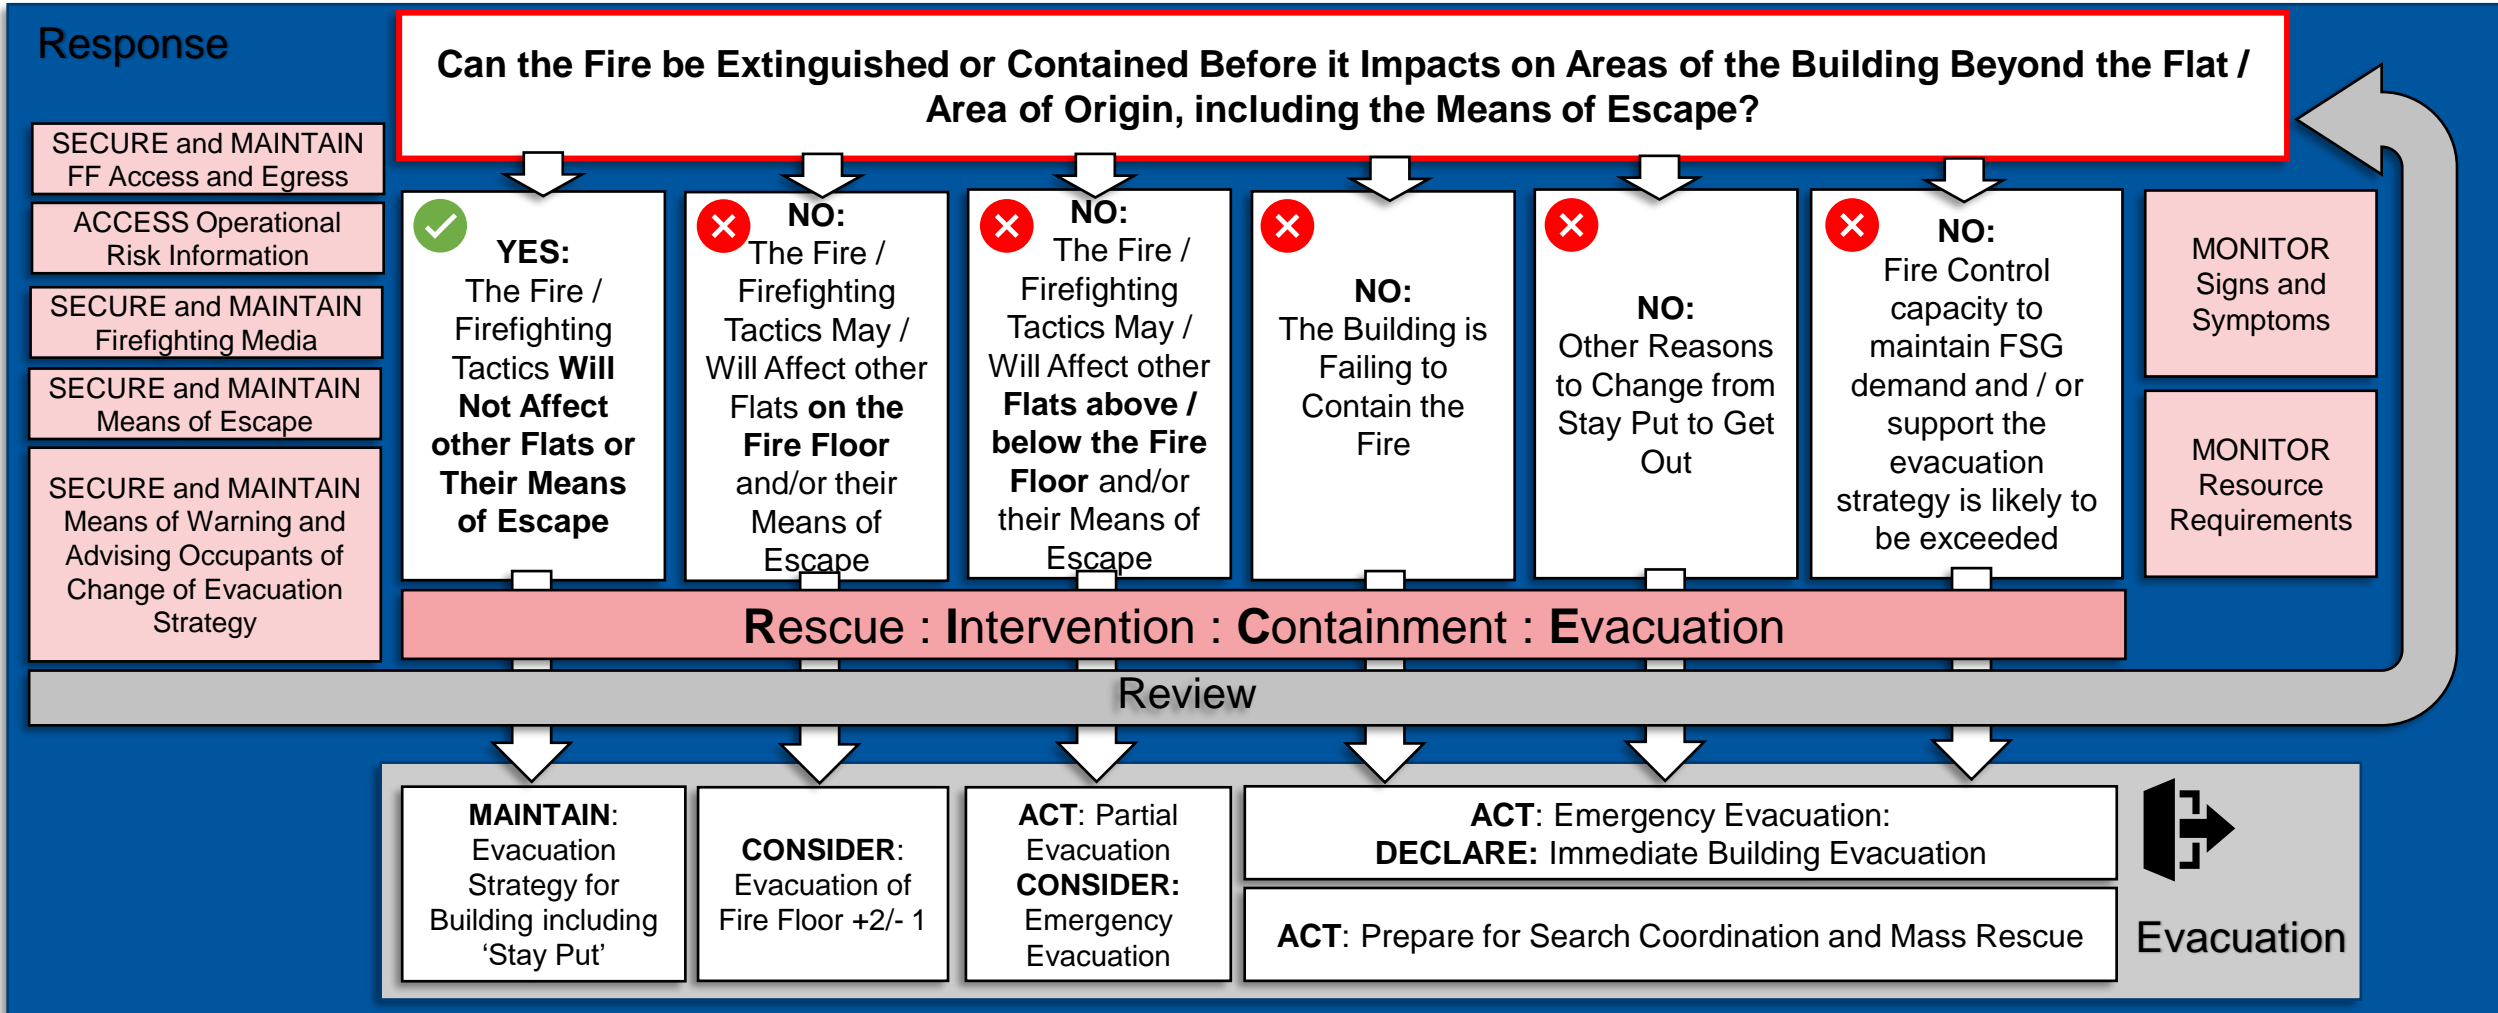 Response
Can the Fire be Extinguished or Contained Before it Impacts on Areas of the Building Beyond the Flat /
Area of Origin, including the Means of Escape?
SECURE and MAINTAIN
FF Access and Egress
ACCESS Operational
Risk Information
SECURE and MAINTAIN
Firefighting Media
SECURE and MAINTAIN
Means of Escape
SECURE and MAINTAIN
Means of Warning and
Advising Occupants of
Change of Evacuation
Strategy
YES:
The Fire /
Firefighting
Tactics Will
Not Affect
other Flats or
Their Means
of Escape
NO:
The Fire /
Firefighting
Tactics May /
Will Affect other
Flats on the
Fire Floor
and/or their
Means of
Escape
NO:
The Fire /
Firefighting
Tactics May /
Will Affect other
Flats above /
below the Fire
Floor and/or
their Means of
Escape
NO:
The Building is
Failing to
Contain the
Fire
NO:
Other Reasons
to Change from
Stay Put to Get
Out
NO:
Fire Control
capacity to
maintain FSG
demand and / or
support the
evacuation
strategy is likely to
be exceeded
MONITOR
Signs and
Symptoms
MONITOR
Resource
Requirements
Rescue : Intervention : Containment : Evacuation
Review
MAINTAIN:
Evacuation
Strategy for
Building including
‘Stay Put’
CONSIDER:
Evacuation of
Fire Floor +2/- 1
ACT: Partial
Evacuation
CONSIDER:
Emergency
Evacuation
ACT: Emergency Evacuation:
DECLARE: Immediate Building Evacuation
ACT: Prepare for Search Coordination and Mass Rescue
Evacuation